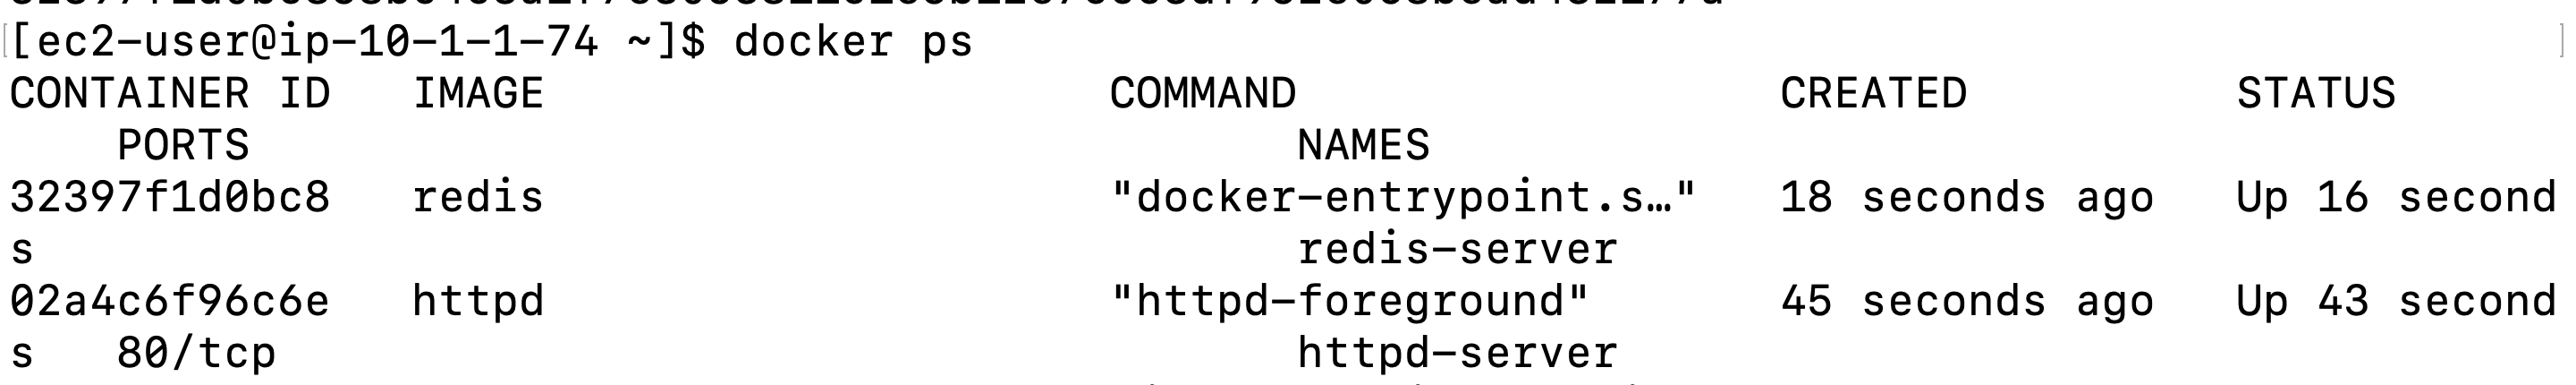 [ec2-user@ip-10-1-1-74 ~]$ docker ps
CONTAINER ID   IMAGE                     COMMAND                  CREATED          STATUS
    PORTS                                       NAMES
32397f1d0bc8   redis                     "docker-entrypoint.s…"   18 seconds ago   Up 16 second
s                                               redis-server
02a4c6f96c6e   httpd                     "httpd-foreground"       45 seconds ago   Up 43 second
s   80/tcp                                      httpd-server